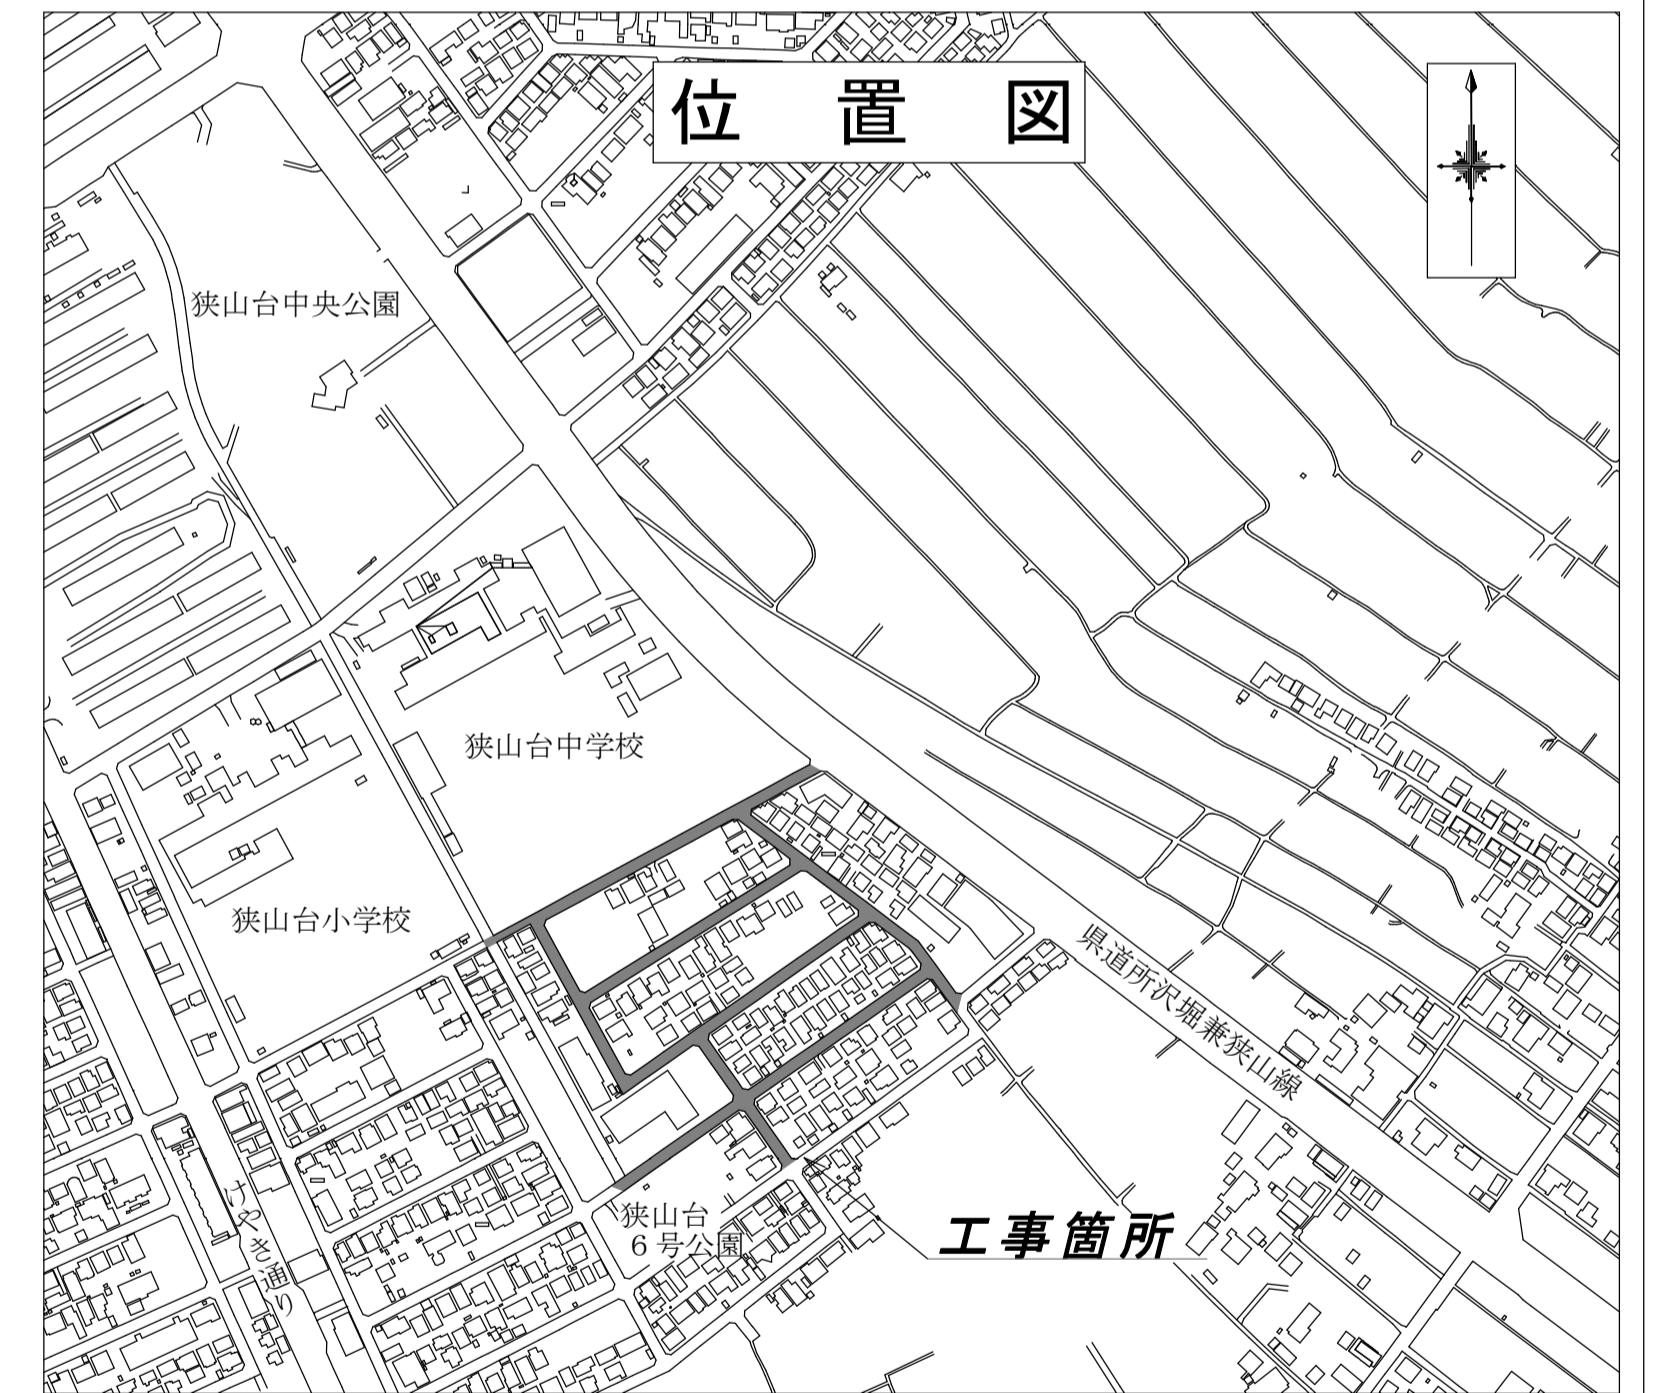 位置図
狭山台中央公園
狭山台中学校
狭山台小学校
県道所沢堀兼狭山線
けやき通り
狭山台
６号公園
工事箇所